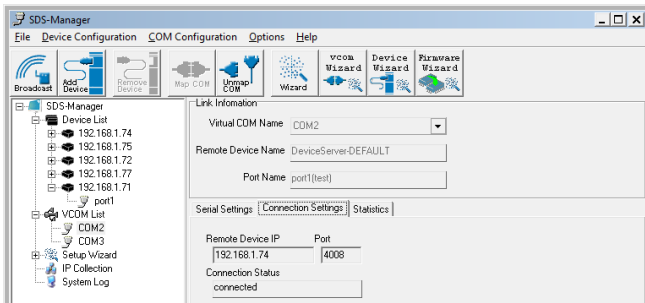 SDS-Manager
File Device Configuration COM Configuration Options Help
Broadcast
Add Device
Remove Device
Map COM
Unmap COM
Wizard
vcom Wizard
Device Wizard
Firmware Wizard
SDS-Manager
Device List
192.168.1.74
192.168.1.75
192.168.1.72
192.168.1.77
192.168.1.71
port1
VCOM List
COM2
COM3
Setup Wizard
IP Collection
System Log
Link Infomation
Virtual COM Name COM2
Remote Device Name DeviceServer-DEFAULT
Port Name port1(test)
Serial Settings Connection Settings Statistics
Remote Device IP Port
192.168.1.74 4008
Connection Status
connected